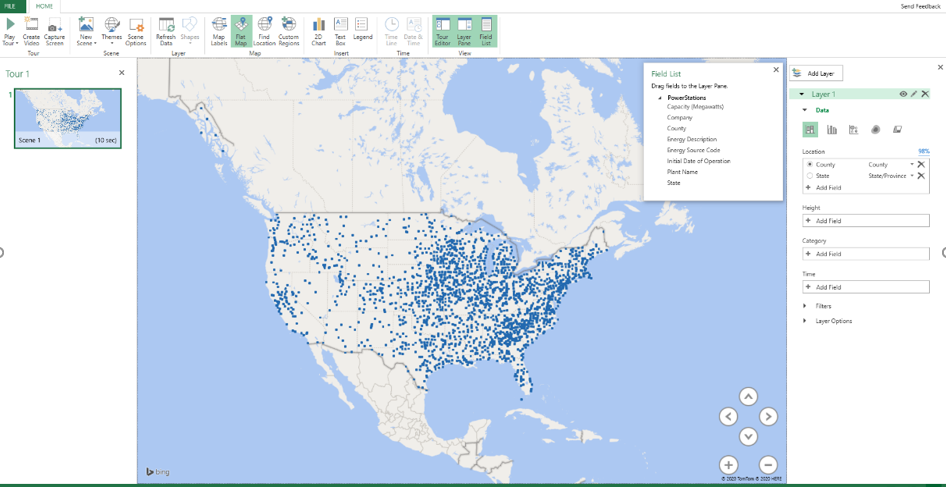 FILE
HOME
Send Feedback
Play Tour
Create Video
Capture Screen
New Scene
Themes
Scene Options
Refresh Data
Shapes
Map Labels
Flat Map
Find Location
Custom Regions
2D Chart
Text Box
Legend
Time Line
Date & Time
Tour Editor
Layer Pane
Field List
Tour
Scene
Layer
Map
Insert
Time
View
Tour 1
1
Scene 1 (10 sec)
Field List
Drag fields to the Layer Pane.
PowerStations
Capacity (Megawatts)
Company
County
Energy Description
Energy Source Code
Initial Date of Operation
Plant Name
State
bing
© 2020 TomTom © 2020 HERE
Add Layer
Layer 1
Data
Location 98%
County County
State State/Province
Add Field
Height
Add Field
Category
Add Field
Time
Add Field
Filters
Layer Options